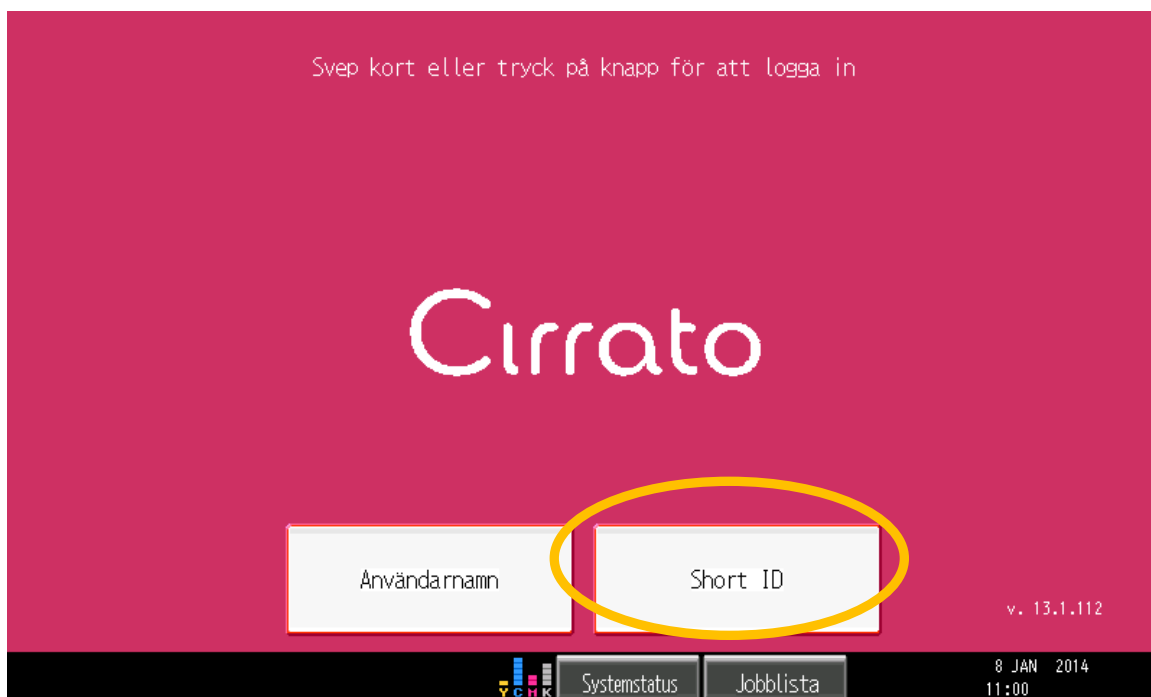 Svep kort eller tryck på knapp för att logga in
Cirrato
Användarnamn
Short ID
v. 13.1.112
Y C M K
Systemstatus
Jobblista
8 JAN 2014
11:00